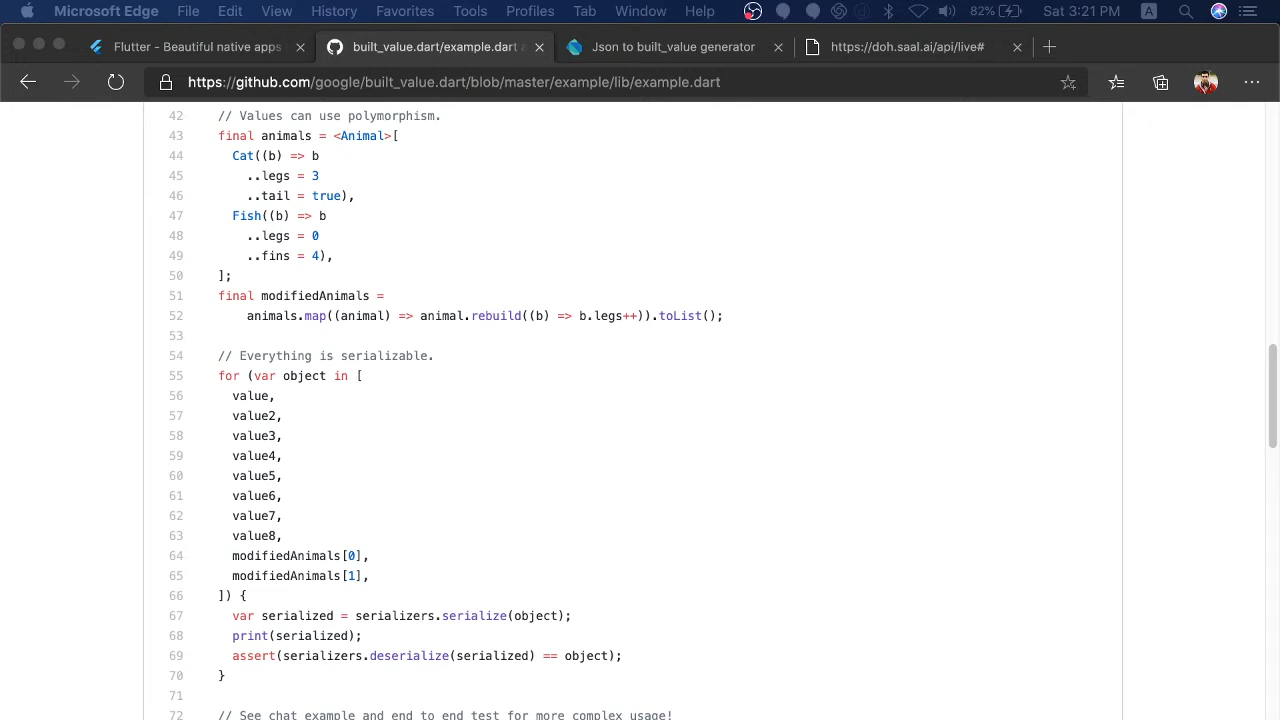 Microsoft Edge File Edit View History Favorites Tools Profiles Tab Window Help 82% Sat 3:21 PM A
Flutter - Beautiful native apps built_value.dart/example.dart a Json to built_value generator https://doh.saal.ai/api/live#
https://github.com/google/built_value.dart/blob/master/example/lib/example.dart
42 // Values can use polymorphism.
43 final animals = <Animal>[
44 Cat((b) => b
45 ..legs = 3
46 ..tail = true),
47 Fish((b) => b
48 ..legs = 0
49 ..fins = 4),
50 ];
51 final modifiedAnimals =
52 animals.map((animal) => animal.rebuild((b) => b.legs++)).toList();
53
54 // Everything is serializable.
55 for (var object in [
56 value,
57 value2,
58 value3,
59 value4,
60 value5,
61 value6,
62 value7,
63 value8,
64 modifiedAnimals[0],
65 modifiedAnimals[1],
66 ]) {
67 var serialized = serializers.serialize(object);
68 print(serialized);
69 assert(serializers.deserialize(serialized) == object);
70 }
71
72 // See chat example and end to end test for more complex usage!